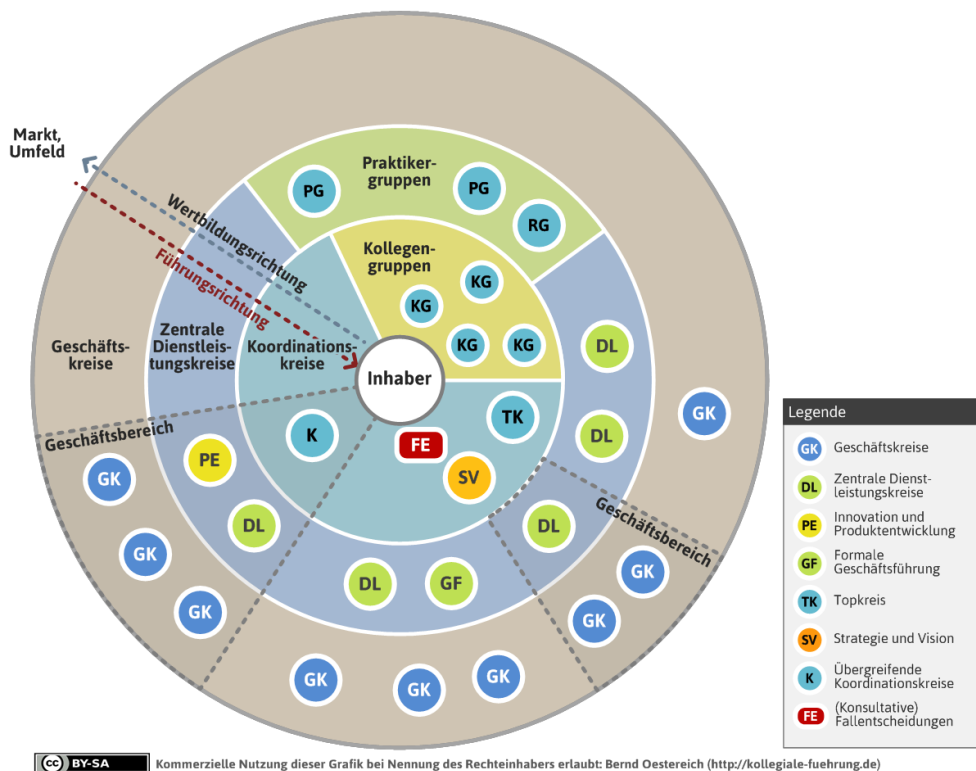 Markt,
Umfeld
Wertbildungsrichtung
Führungsrichtung
Praktiker-
gruppen
PG
PG
RG
Kollegen-
gruppen
KG
KG
KG
KG
Geschäfts-
kreise
Zentrale
Dienstleis-
tungskreise
Koordinations-
kreise
Inhaber
DL
DL
GK
Geschäftsbereich
K
FE
TK
SV
PE
DL
GK
GK
GK
DL
GF
DL
Geschäftsbereich
GK
GK
GK
GK
GK
Legende
GK Geschäftskreise
DL Zentrale Dienst-
leistungskreise
PE Innovation und
Produktentwicklung
GF Formale
Geschäftsführung
TK Topkreis
SV Strategie und Vision
K Übergreifende
Koordinationskreise
FE (Konsultative)
Fallentscheidungen
cc BY-SA Kommerzielle Nutzung dieser Grafik bei Nennung des Rechteinhabers erlaubt: Bernd Oestereich (http://kollegiale-fuehrung.de)